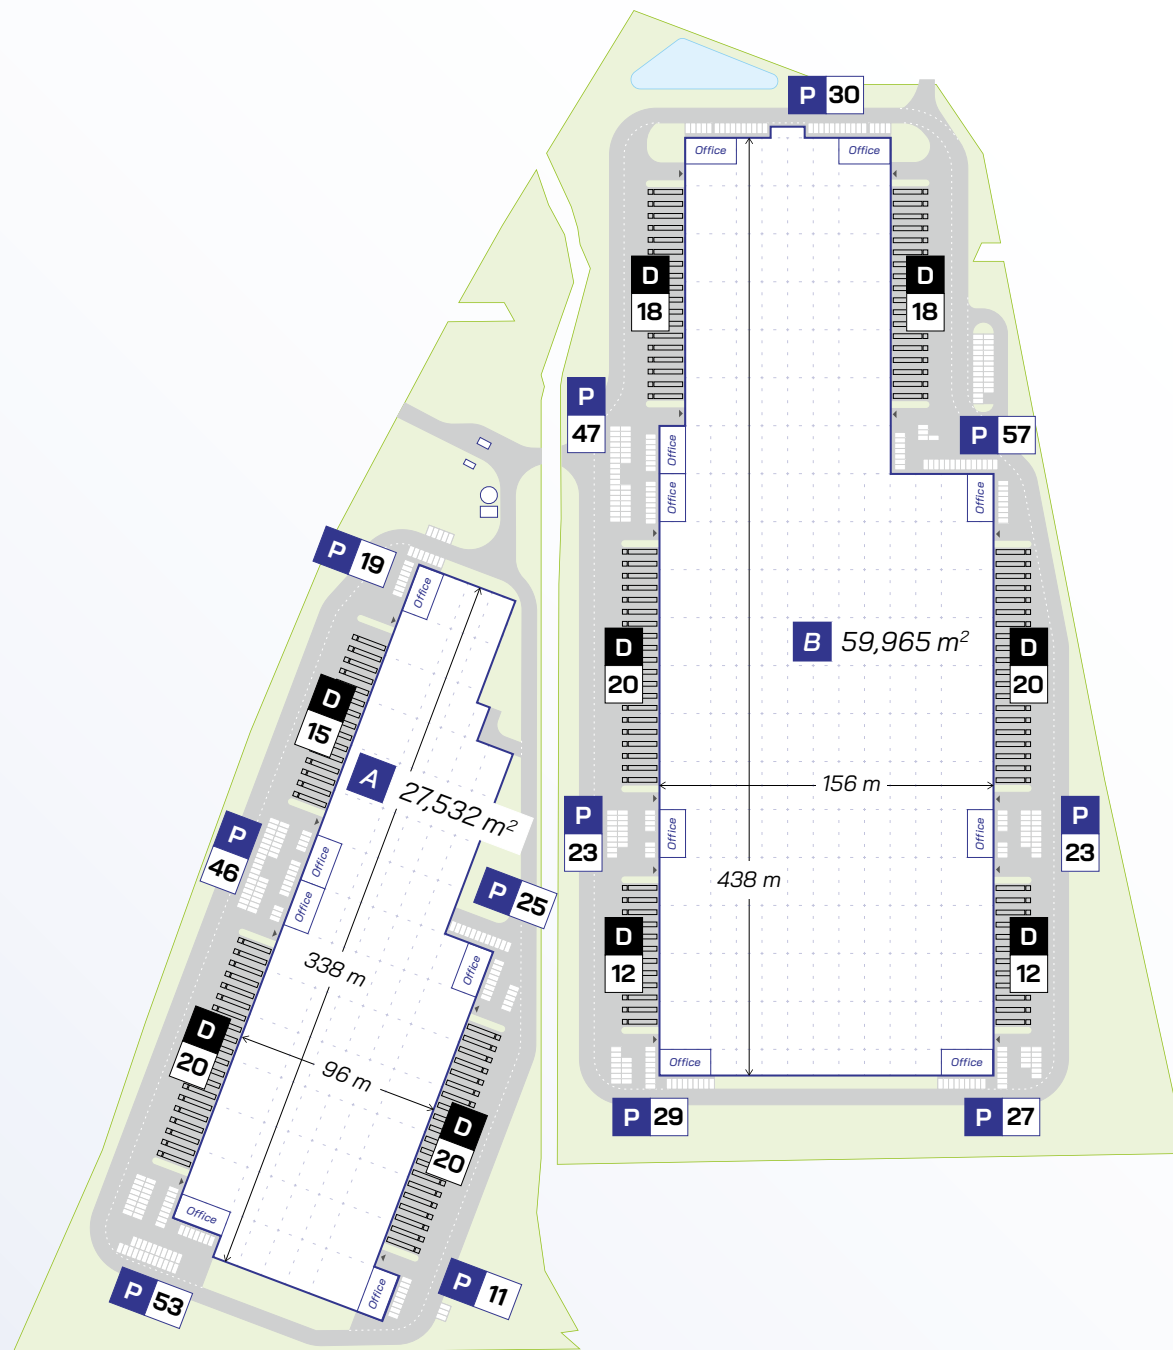 P 30
Office
Office
D
18
D
18
P
47
P 57
Office
Office
Office
P 19
Office
D
20
B 59,965 m²
D
20
D
15
A 27,532 m²
156 m
P
23
Office
Office
P
23
P
46
Office
Office
438 m
P 25
D
12
D
12
338 m
Office
D
20
96 m
Office
Office
D
20
P 29
P 27
Office
P 53
Office
P 11